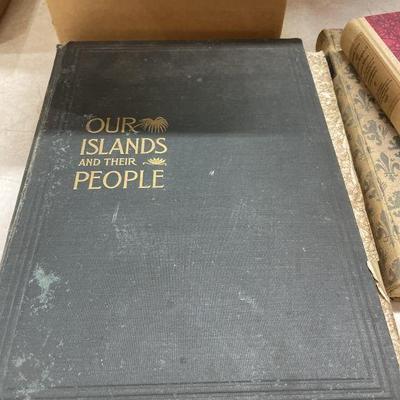 OUR
ISLANDS
AND THEIR
PEOPLE